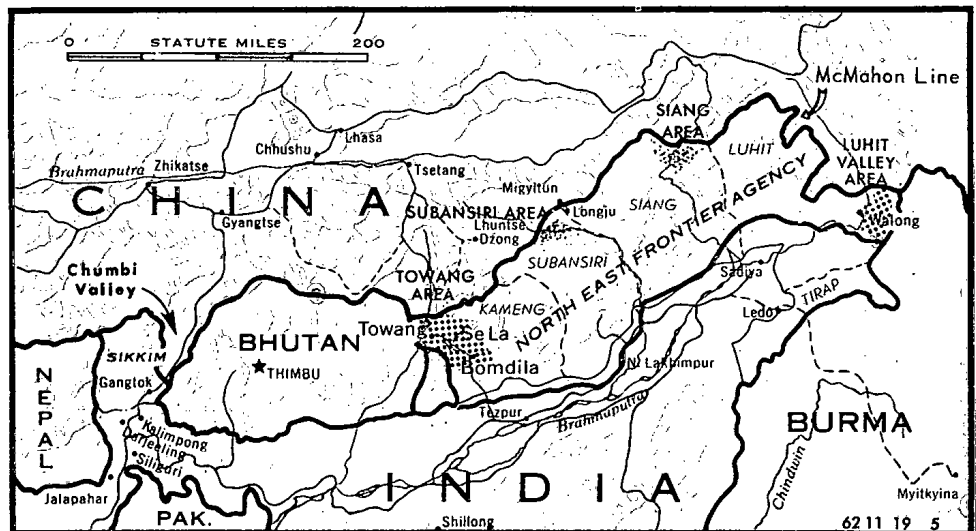 0 STATUTE MILES 200
McMahon Line
SIANG
AREA
LUHIT
LUHIT
VALLEY
AREA
Lhasa
Chhushu
Brahmaputra
Zhikatse
Tsetang
CHINA
Migyitun
SUBANSIRI AREA
Longju
SIANG
Walong
Gyangtse
Lhuntse
Dzong
NORTH EAST FRONTIER AGENCY
SUBANSIRI
Chumbi
Valley
TOWANG
AREA
Sadiya
TIRAP
KAMENG
Ledo
Towang
Se La
BHUTAN
THIMBU
Bomdila
N. Lakhimpur
SIKKIM
Gangtok
NEPAL
Tezpur
Brahmaputra
BURMA
Kalimpong
Darjeeling
Siliguri
Chindwin
Jalapahar
INDIA
Myitkyina
PAK.
Shillong
62 11 19 5